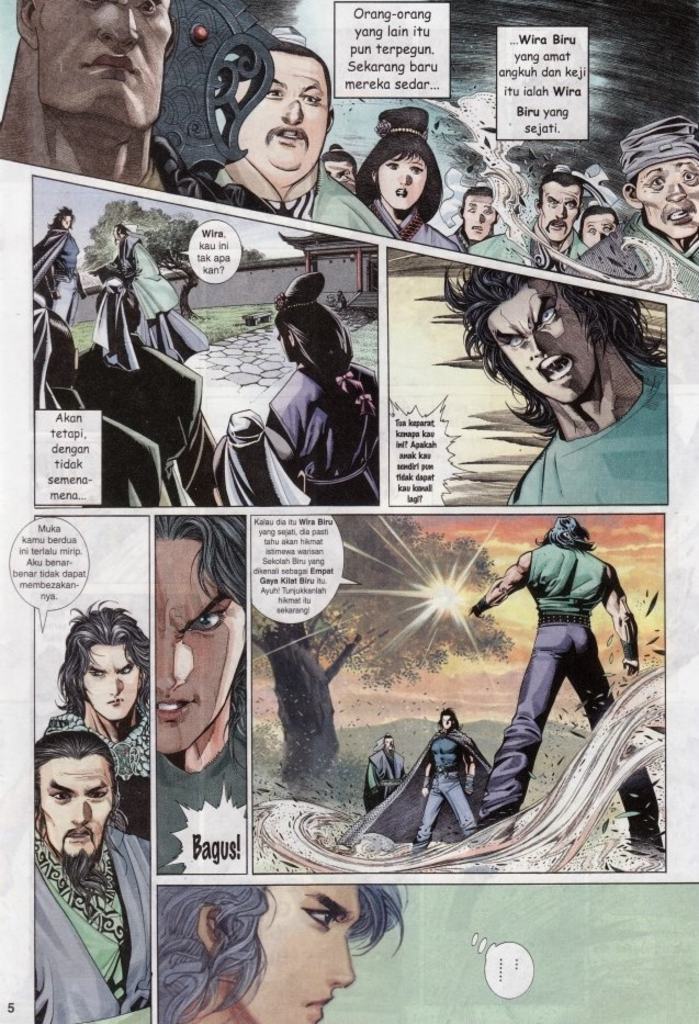 Orang-orang
yang lain itu
pun terpegun.
Sekarang baru
mereka sedar...
...Wira Biru
yang amat
angkuh dan keji
itu ialah Wira
Biru yang
sejati.
Wira,
kau ini
tak apa
kan?
Akan
tetapi,
dengan
tidak
semena-
mena...
Tua keparat,
kenapa kau
ini? Apakah
anak kau
sendiri pun
tidak dapat
kau kenali
lagi?
Muka
kamu berdua
ini terlalu mirip.
Aku benar-
benar tidak dapat
membezakan-
nya.
Bagus!
Kalau dia itu Wira Biru
yang sejati, dia pasti
tahu akan hikmat
istimewa warisan
Sekolah Biru yang
dikenali sebagai Empat
Gaya Kilat Biru itu.
Ayuh! Tunjukkanlah
hikmat itu
sekarang!
......
5